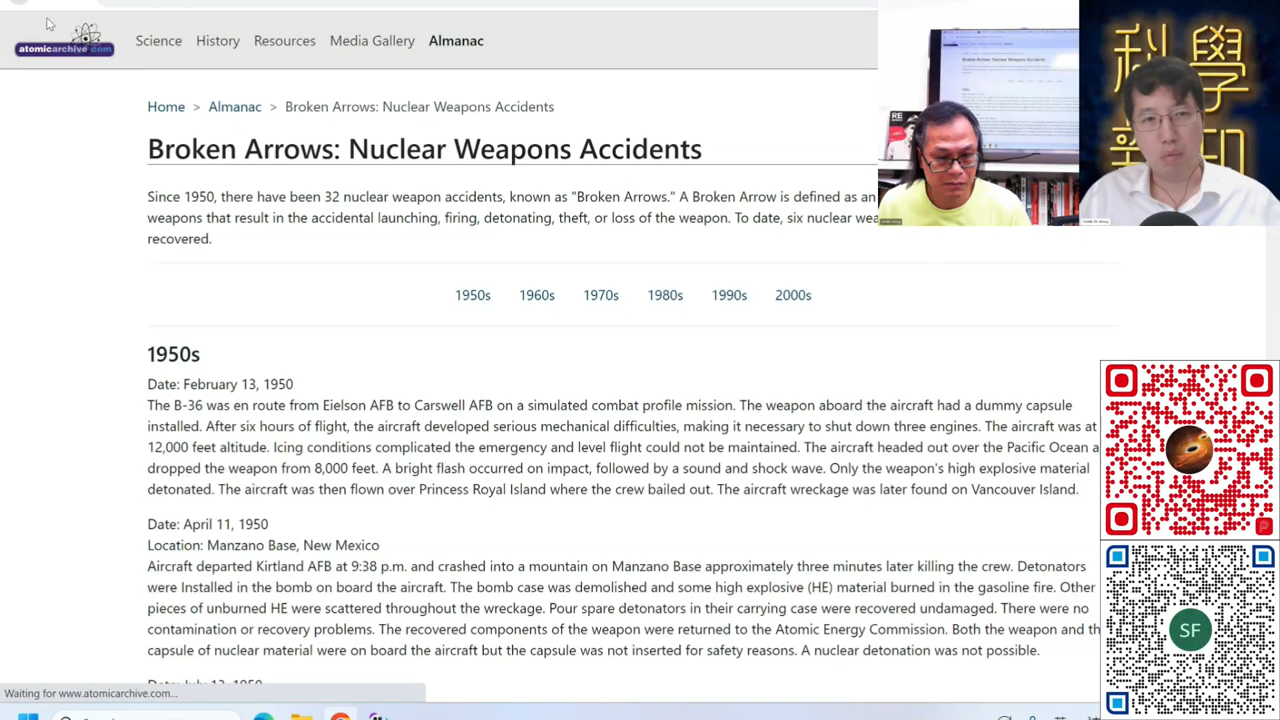 atomicarchive.com
Science History Documents Media Gallery Almanac
Home > Almanac > Broken Arrows: Nuclear Weapons Accidents
Broken Arrows: Nuclear Weapons Accidents
Since 1950, there have been 32 nuclear weapon accidents, known as "Broken Arrows." A Broken Arrow is defined as an
weapons that result in the accidental launching, firing, detonating, theft, or loss of the weapon. To date, six nuclear wea
recovered.
1950s 1960s 1970s 1980s 1990s 2000s
1950s
Date: February 13, 1950
The B-36 was en route from Eielson AFB to Carswell AFB on a simulated combat profile mission. The weapon aboard the aircraft had a dummy capsule
installed. After six hours of flight, the aircraft developed serious mechanical difficulties, making it necessary to shut down three engines. The aircraft was at
12,000 feet altitude. Icing conditions complicated the emergency and level flight could not be maintained. The aircraft headed out over the Pacific Ocean a
dropped the weapon from 8,000 feet. A bright flash occurred on impact, followed by a sound and shock wave. Only the weapon's high explosive material
detonated. The aircraft was then flown over Princess Royal Island where the crew bailed out. The aircraft wreckage was later found on Vancouver Island.
Date: April 11, 1950
Location: Manzano Base, New Mexico
Aircraft departed Kirtland AFB at 9:38 p.m. and crashed into a mountain on Manzano Base approximately three minutes later killing the crew. Detonators
were Installed in the bomb on board the aircraft. The bomb case was demolished and some high explosive (HE) material burned in the gasoline fire. Other
pieces of unburned HE were scattered throughout the wreckage. Pour spare detonators in their carrying case were recovered undamaged. There were no
contamination or recovery problems. The recovered components of the weapon were returned to the Atomic Energy Commission. Both the weapon and th
capsule of nuclear material were on board the aircraft but the capsule was not inserted for safety reasons. A nuclear detonation was not possible.
Date: July 13, 1950
Waiting for www.atomicarchive.com...
Broken Arrows: Nuclear Weapons Accidents
RE
科學
新知
SF